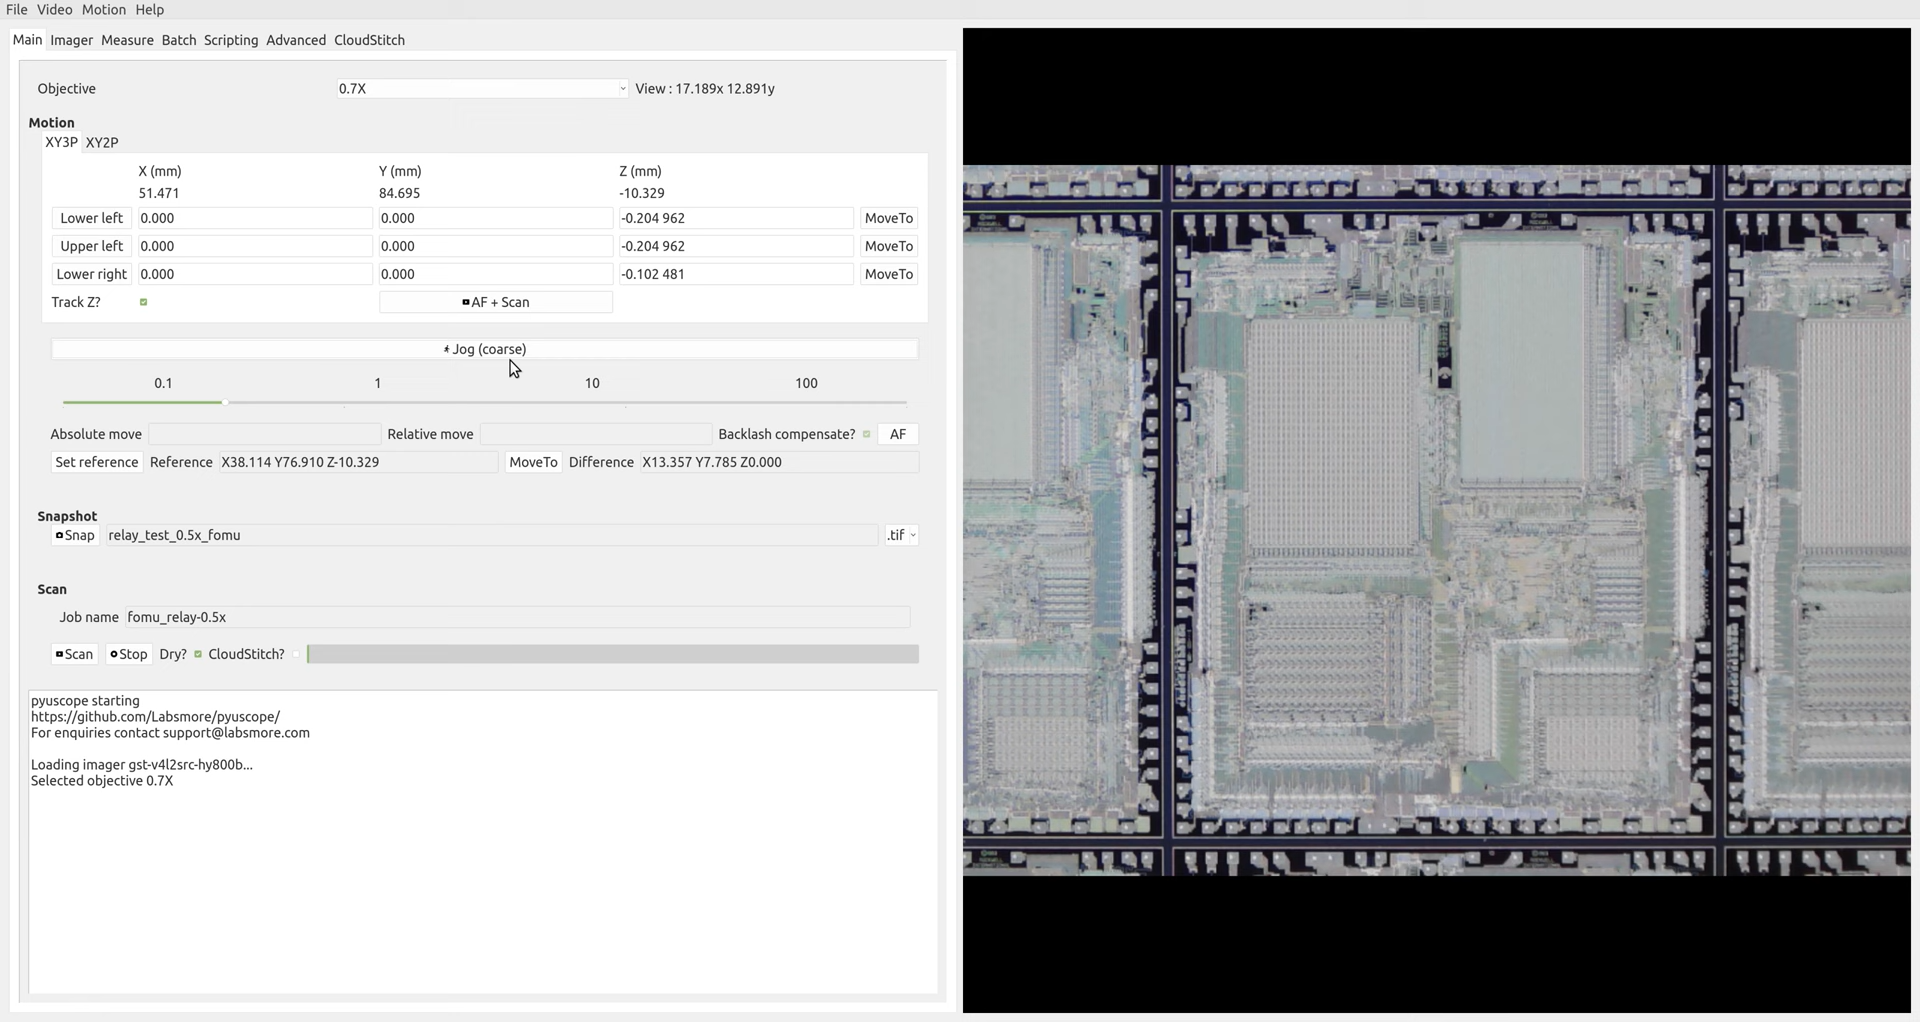 File Video Motion Help
Main Imager Measure Batch Scripting Advanced CloudStitch
Objective 0.7X View : 17.189x 12.891y
Motion
XY3P XY2P
X (mm) Y (mm) Z (mm)
51.471 84.695 -10.329
Lower left 0.000 0.000 -0.204 962 MoveTo
Upper left 0.000 0.000 -0.204 962 MoveTo
Lower right 0.000 0.000 -0.102 481 MoveTo
Track Z? AF + Scan
Jog (coarse)
0.1 1 10 100
Absolute move Relative move Backlash compensate? AF
Set reference Reference X38.114 Y76.910 Z-10.329 MoveTo Difference X13.357 Y7.785 Z0.000
Snapshot
Snap relay_test_0.5x_fomu .tif
Scan
Job name fomu_relay-0.5x
Scan Stop Dry? CloudStitch?
pyuscope starting
https://github.com/Labsmore/pyuscope/
For enquiries contact support@labsmore.com
Loading imager gst-v4l2src-hy800b...
Selected objective 0.7X